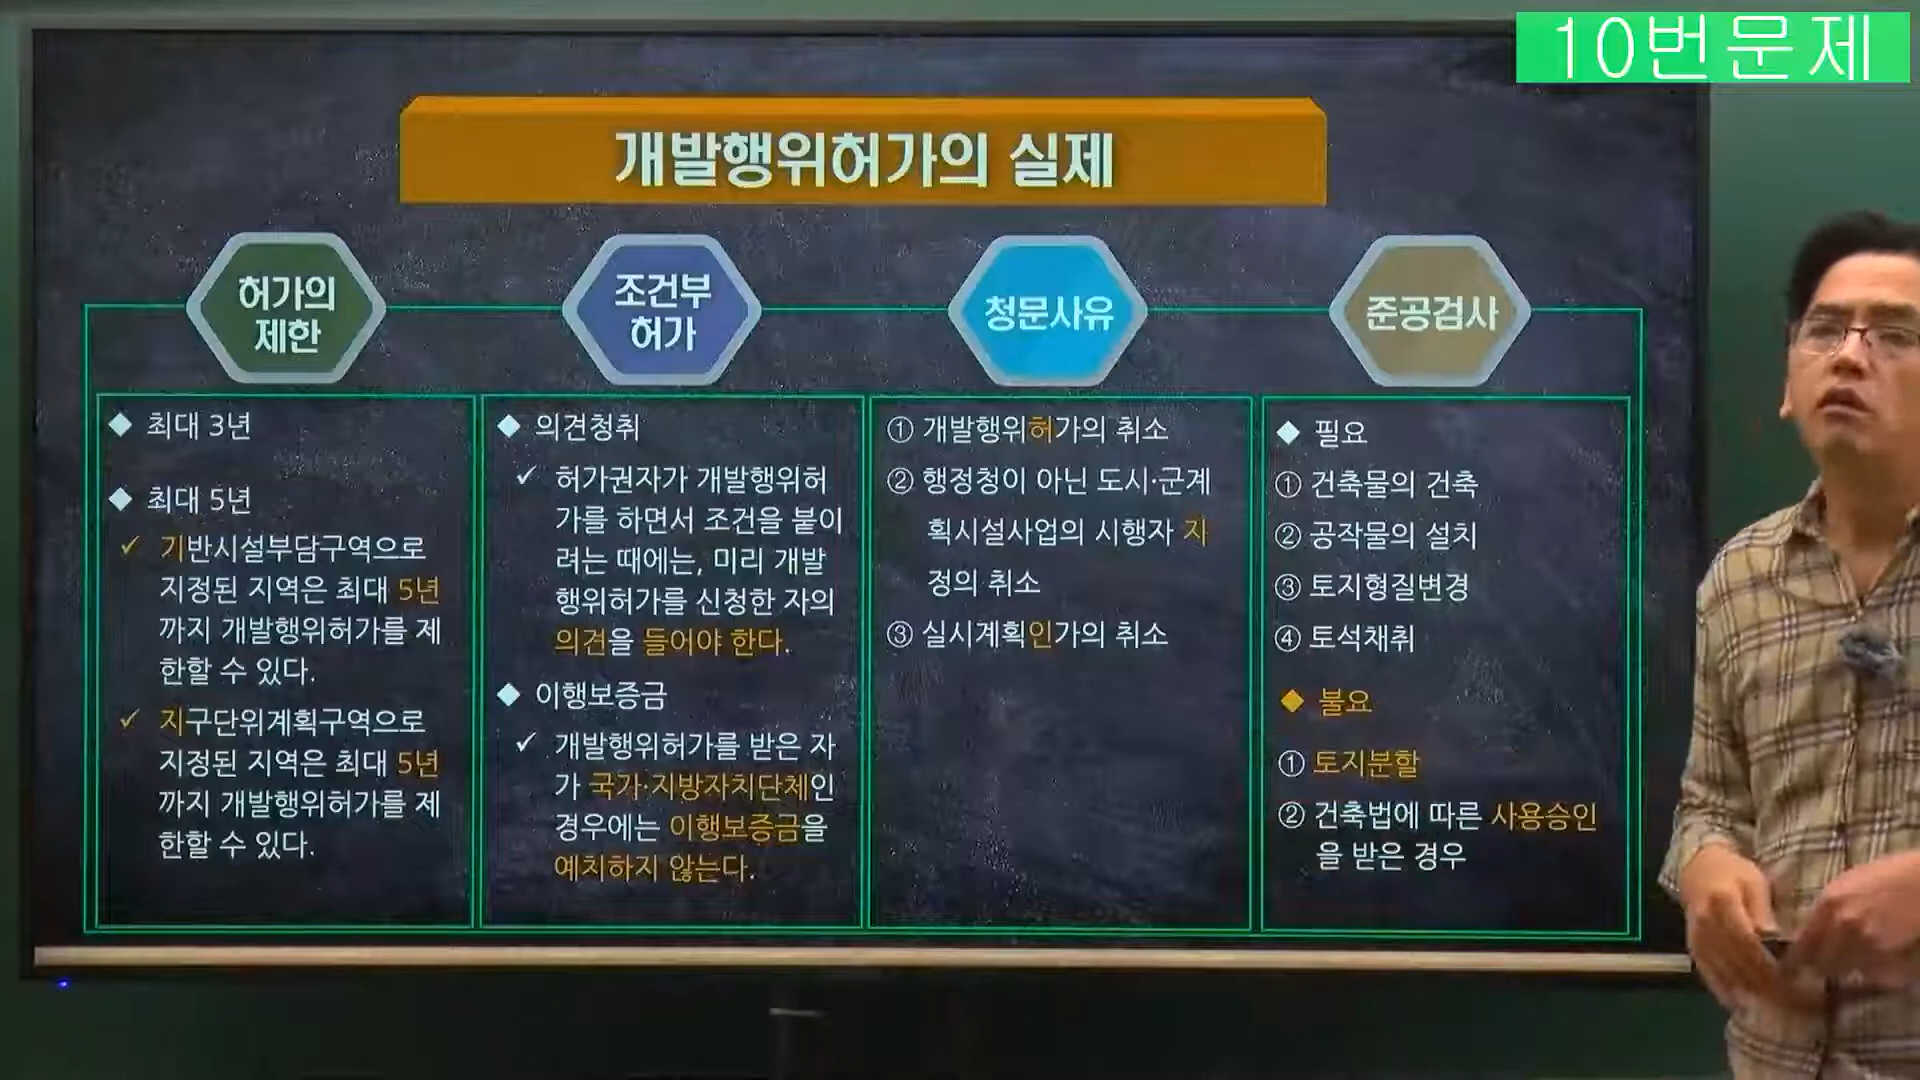 10번문제
개발행위허가의 실제
허가의
제한
◆ 최대 3년
◆ 최대 5년
✓ 기반시설부담구역으로
지정된 지역은 최대 5년
까지 개발행위허가를 제
한할 수 있다.
✓ 지구단위계획구역으로
지정된 지역은 최대 5년
까지 개발행위허가를 제
한할 수 있다.
조건부
허가
◆ 의견청취
✓ 허가권자가 개발행위허
가를 하면서 조건을 붙이
려는 때에는, 미리 개발
행위허가를 신청한 자의
의견을 들어야 한다.
◆ 이행보증금
✓ 개발행위허가를 받은 자
가 국가·지방자치단체인
경우에는 이행보증금을
예치하지 않는다.
청문사유
① 개발행위허가의 취소
② 행정청이 아닌 도시·군계
획시설사업의 시행자 지
정의 취소
③ 실시계획인가의 취소
준공검사
◆ 필요
① 건축물의 건축
② 공작물의 설치
③ 토지형질변경
④ 토석채취
◆ 불요
① 토지분할
② 건축법에 따른 사용승인
을 받은 경우